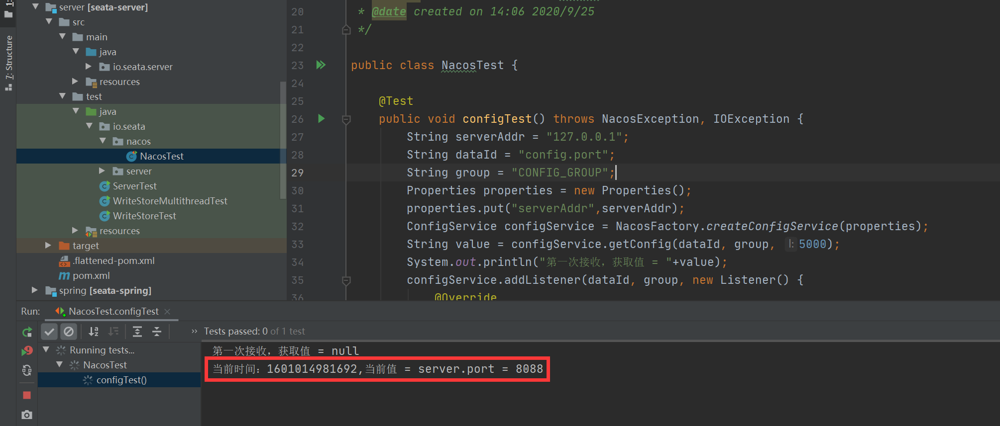 1:
7: Structure
server [seata-server]
src
main
java
io.seata.server
resources
test
java
io.seata
nacos
NacosTest
server
ServerTest
WriteStoreMultithreadTest
WriteStoreTest
resources
target
.flattened-pom.xml
pom.xml
spring [seata-spring]
20 * @date created on 14:06 2020/9/25
21 */
22
23 public class NacosTest {
24
25 @Test
26 public void configTest() throws NacosException, IOException {
27 String serverAddr = "127.0.0.1";
28 String dataId = "config.port";
29 String group = "CONFIG_GROUP";
30 Properties properties = new Properties();
31 properties.put("serverAddr",serverAddr);
32 ConfigService configService = NacosFactory.createConfigService(properties);
33 String value = configService.getConfig(dataId, group, l: 5000);
34 System.out.println("第一次接收，获取值 = "+value);
35 configService.addListener(dataId, group, new Listener() {
36 @Override
Run: NacosTest.configTest
Tests passed: 0 of 1 test
Running tests...
NacosTest
configTest()
第一次接收，获取值 = null
当前时间：1601014981692,当前值 = server.port = 8088